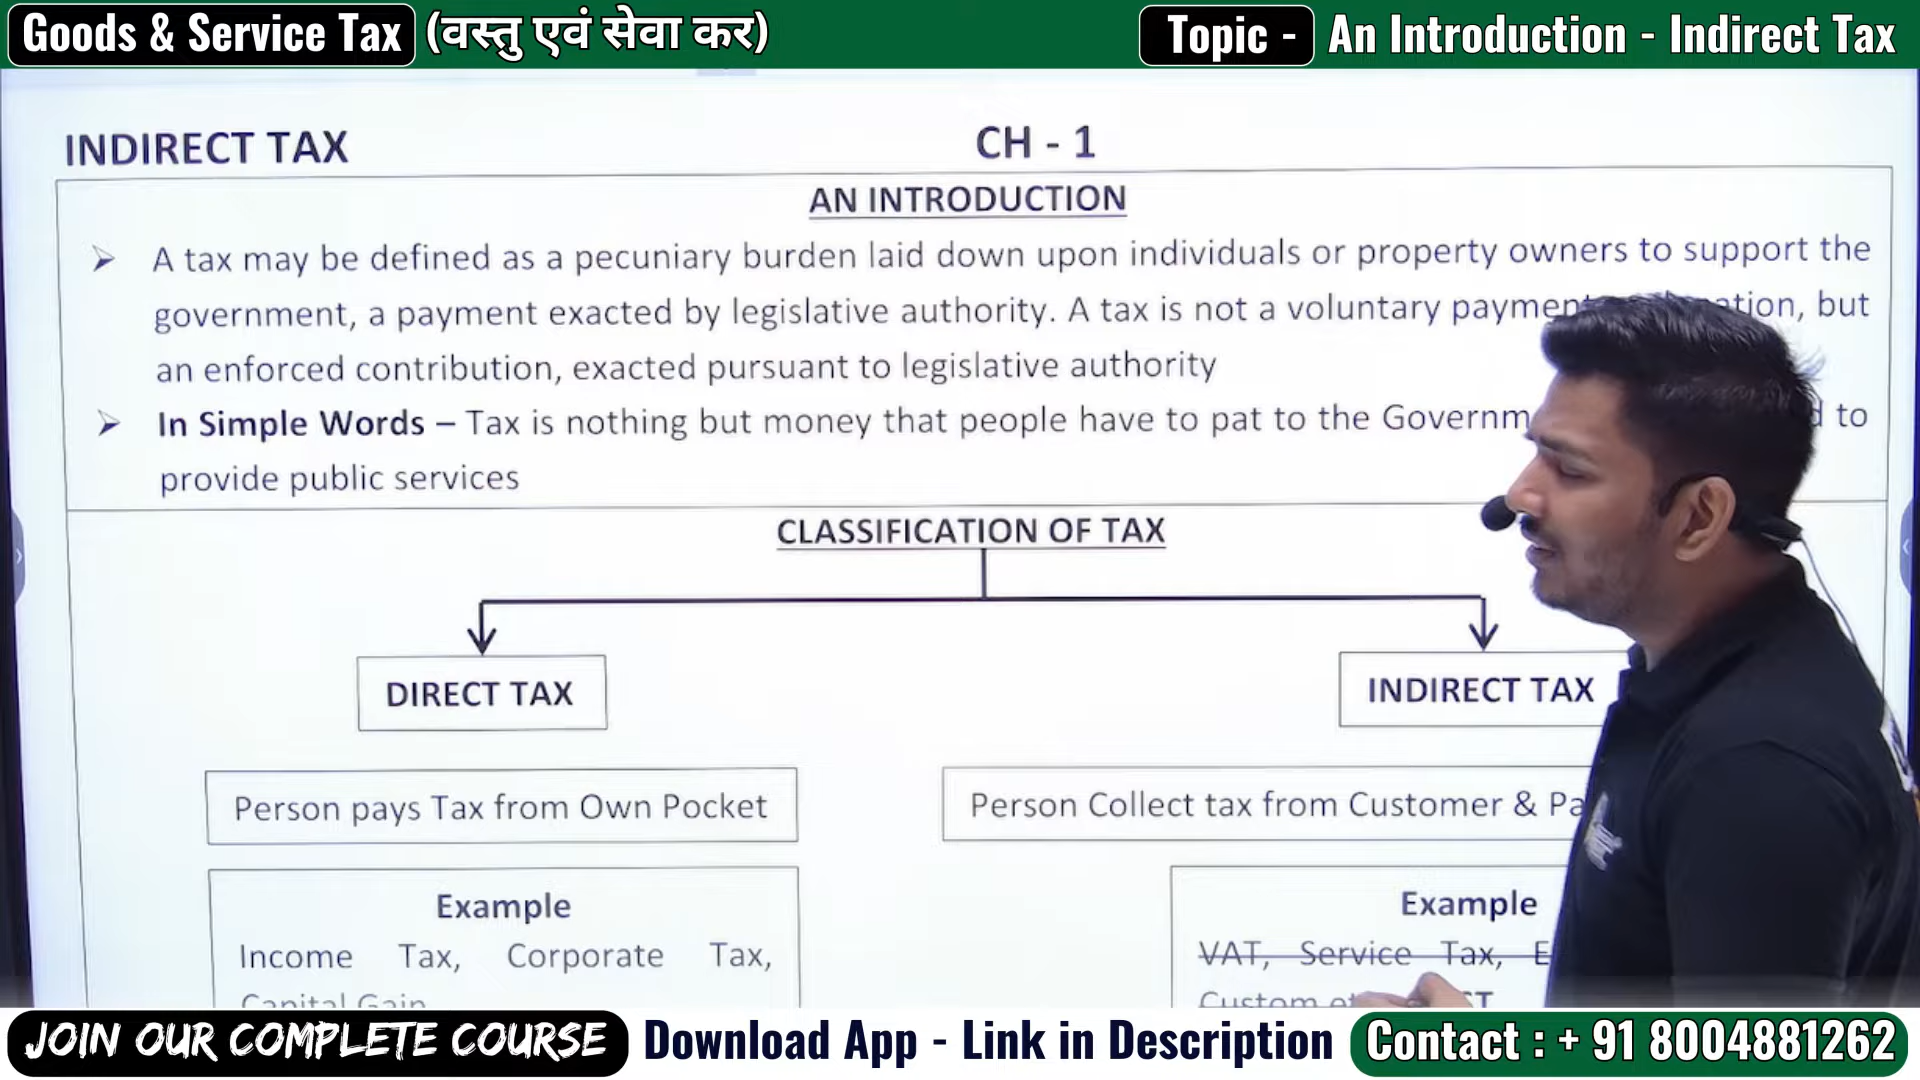 Goods & Service Tax (वस्तु एवं सेवा कर)
Topic - An Introduction - Indirect Tax
INDIRECT TAX CH - 1
AN INTRODUCTION
A tax may be defined as a pecuniary burden laid down upon individuals or property owners to support the
government, a payment exacted by legislative authority. A tax is not a voluntary but
an enforced contribution, exacted pursuant to legislative authority
In Simple Words – Tax is nothing but money that people have to pat to the to
provide public services
CLASSIFICATION OF TAX
DIRECT TAX
INDIRECT TAX
Person pays Tax from Own Pocket
Person Collect tax from Customer &
Example
Income Tax, Corporate Tax,
Capital Gain
Example
VAT, Service Tax,
Custom
JOIN OUR COMPLETE COURSE Download App - Link in Description Contact : + 91 8004881262